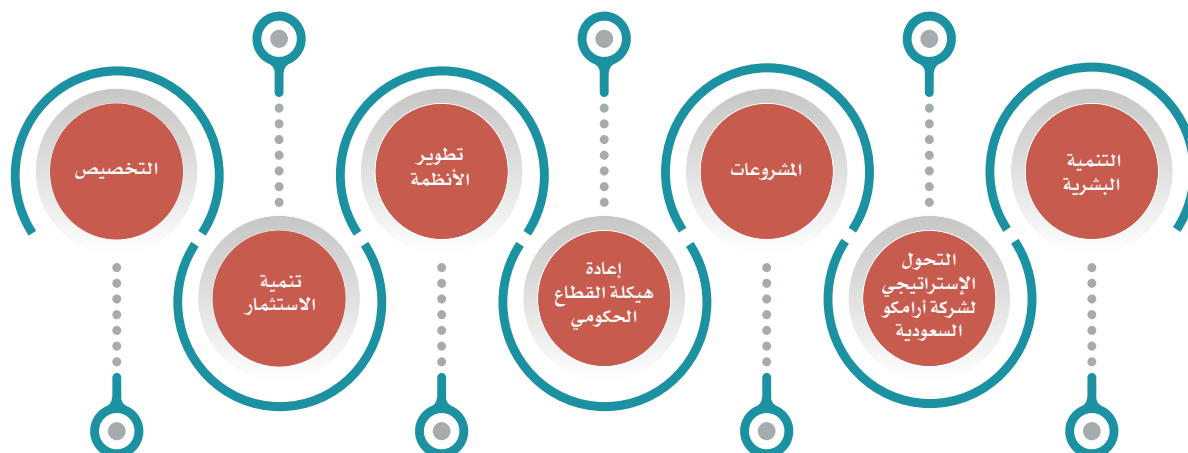 التنمية
البشرية
التحول
الإستراتيجي
لشركة أرامكو
السعودية
المشروعات
إعادة
هيكلة القطاع
الحكومي
تطوير
الأنظمة
تنمية
الاستثمار
التخصيص